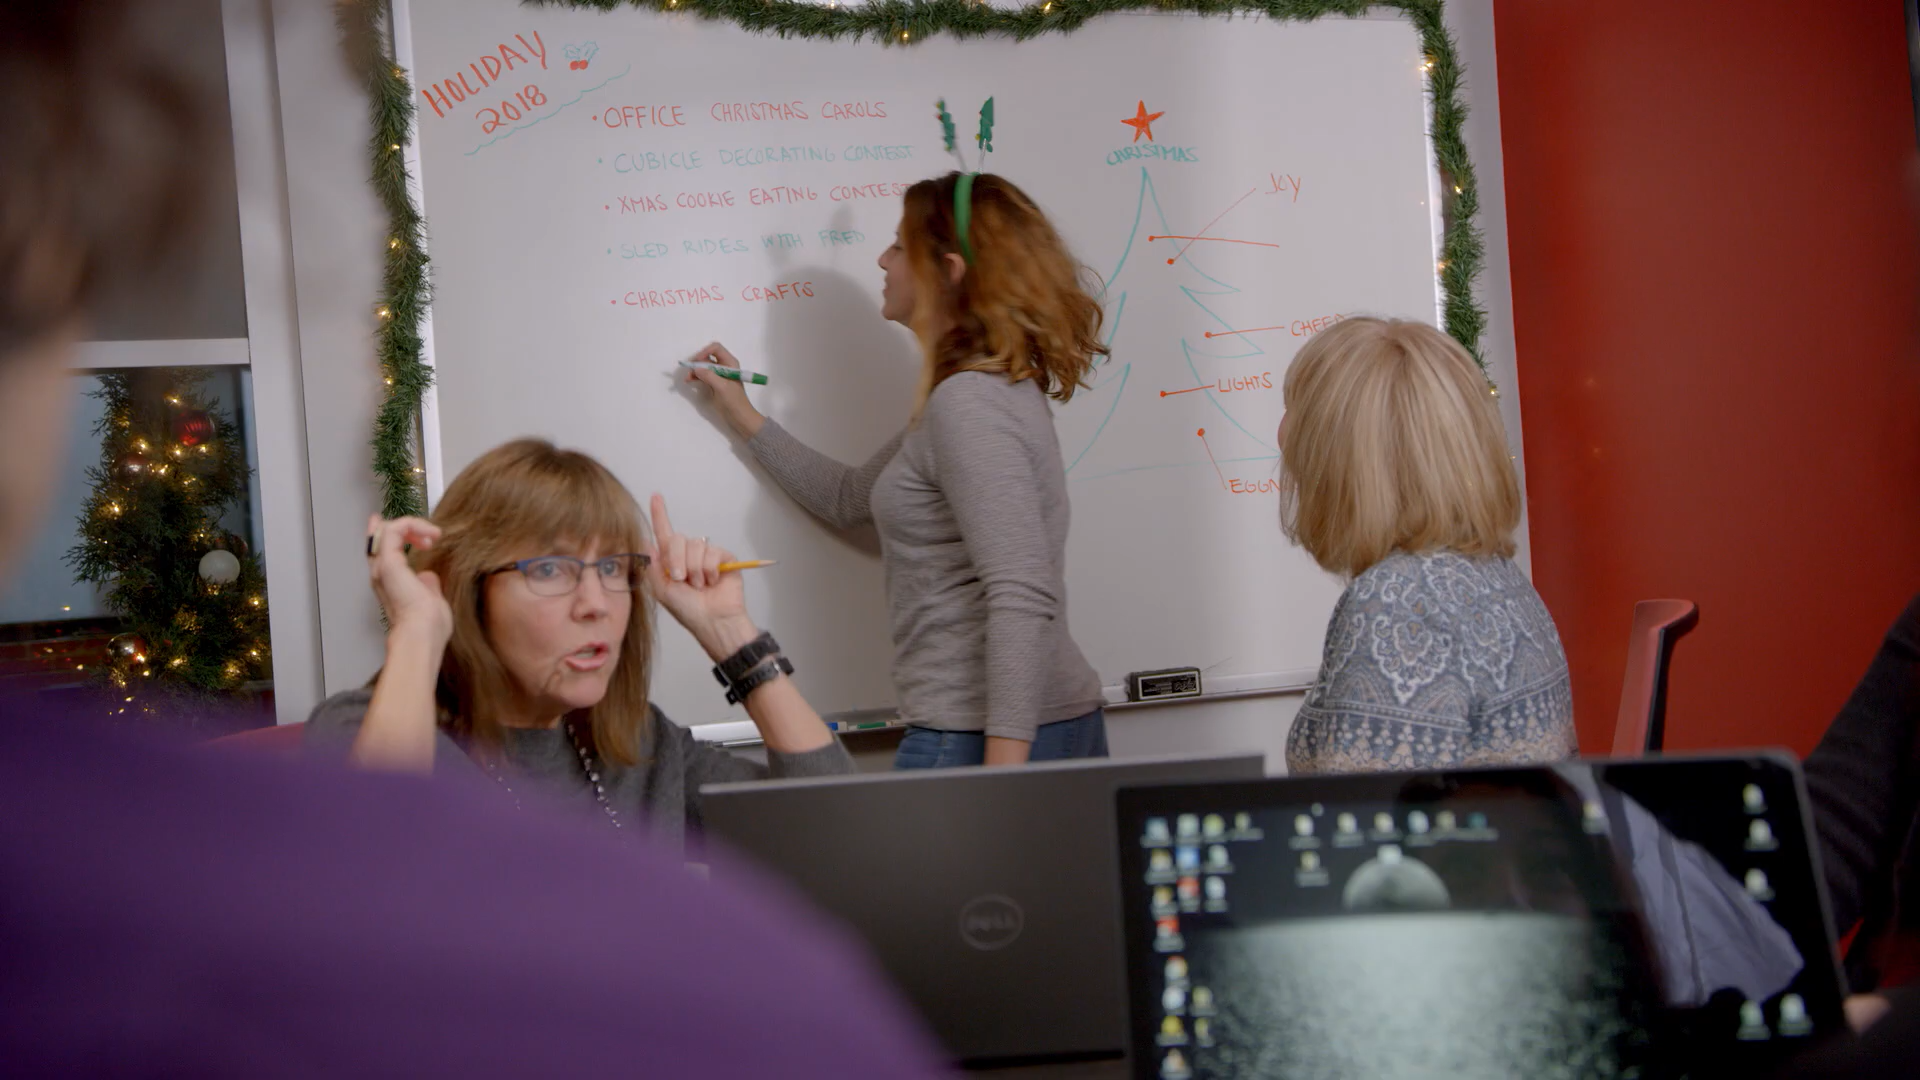 HOLIDAY
2018
• OFFICE CHRISTMAS CAROLS
• CUBICLE DECORATING CONTEST
• XMAS COOKIE EATING CONTEST
• SLED RIDES WITH FRED
• CHRISTMAS CRAFTS
CHRISTMAS
JOY
CHEER
LIGHTS
EGGN
DELL